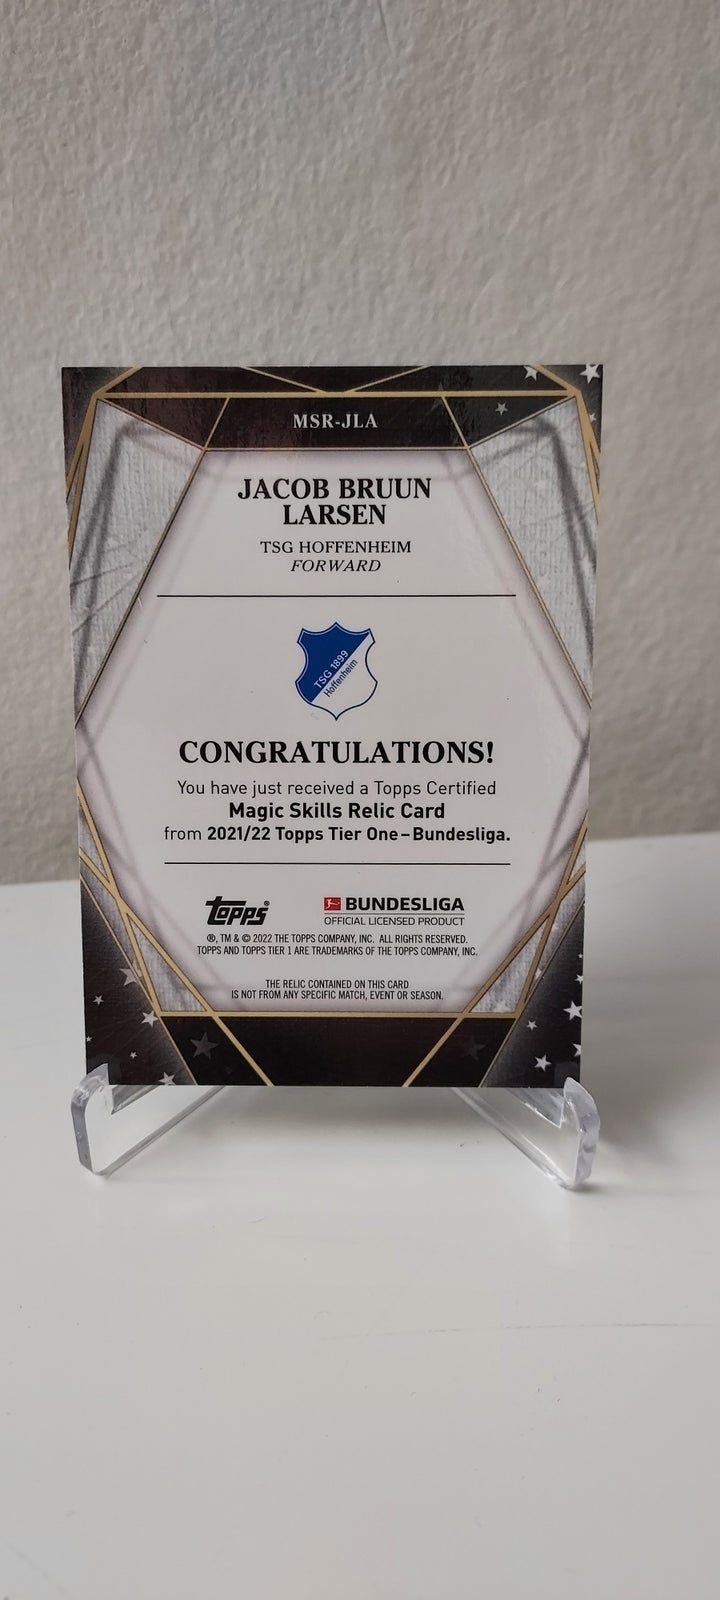 MSR-JLA
JACOB BRUUN
LARSEN
TSG HOFFENHEIM
FORWARD
TSG 1899
Hoffenheim
CONGRATULATIONS!
You have just received a Topps Certified
Magic Skills Relic Card
from 2021/22 Topps Tier One–Bundesliga.
topps®
BUNDESLIGA
OFFICIAL LICENSED PRODUCT
®, TM & © 2022 THE TOPPS COMPANY, INC. ALL RIGHTS RESERVED.
TOPPS AND TOPPS TIER 1 ARE TRADEMARKS OF THE TOPPS COMPANY, INC.
THE RELIC CONTAINED ON THIS CARD
IS NOT FROM ANY SPECIFIC MATCH, EVENT OR SEASON.